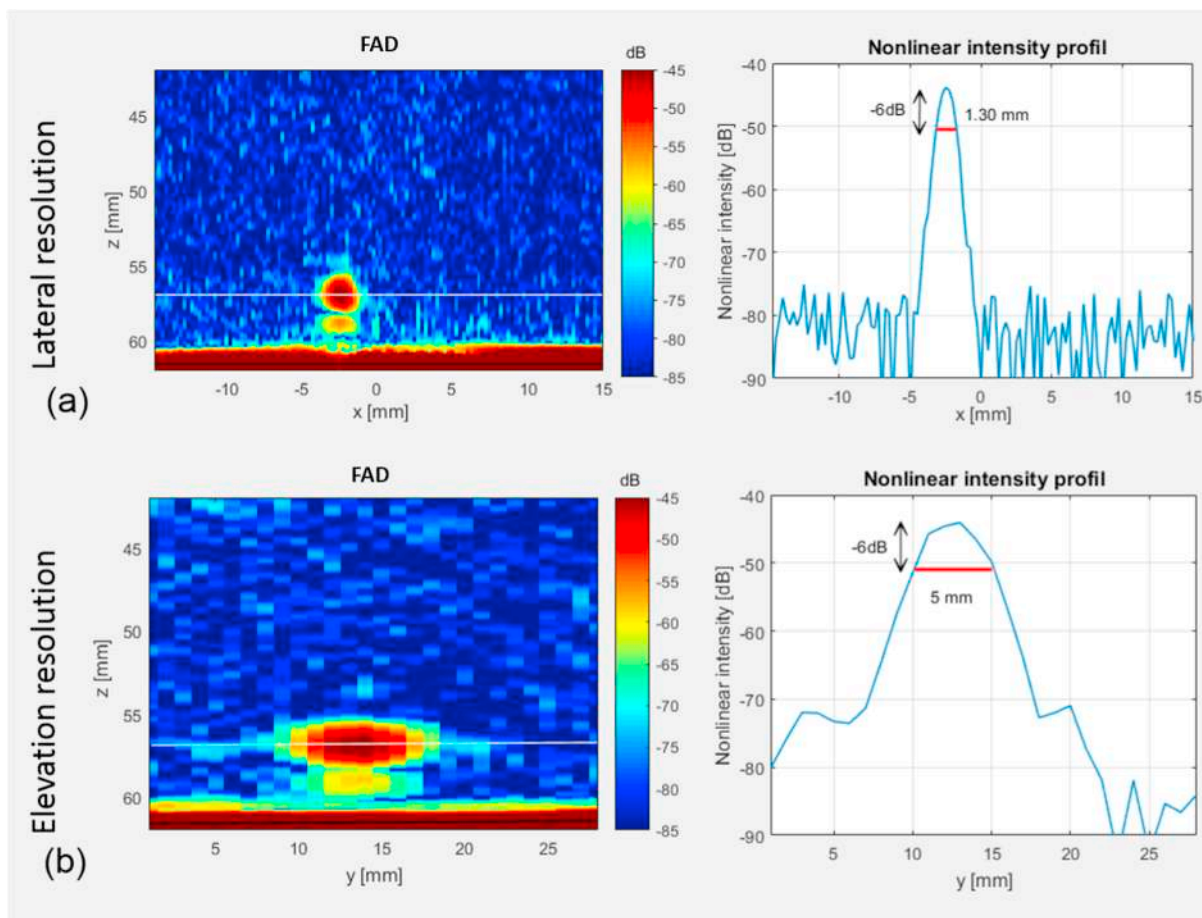 Lateral resolution
(a)
FAD
dB
-45
-50
-55
-60
-65
-70
-75
-80
-85
45
50
55
60
z [mm]
-10 -5 0 5 10 15
x [mm]
Nonlinear intensity profil
-40
-50
-60
-70
-80
-90
Nonlinear intensity [dB]
-6dB
1.30 mm
-10 -5 0 5 10 15
x [mm]
Elevation resolution
(b)
FAD
dB
-45
-50
-55
-60
-65
-70
-75
-80
-85
45
50
55
60
z [mm]
5 10 15 20 25
y [mm]
Nonlinear intensity profil
-40
-50
-60
-70
-80
-90
Nonlinear intensity [dB]
-6dB
5 mm
5 10 15 20 25
y [mm]